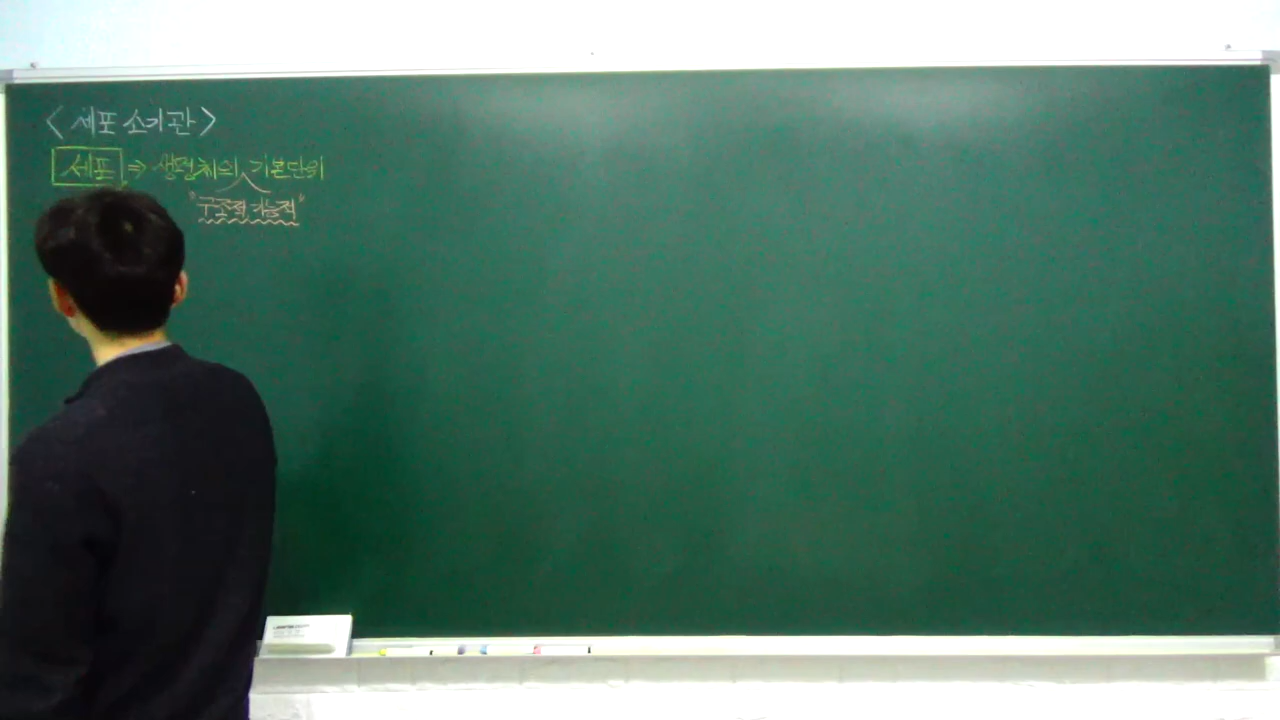 < 세포 소기관 >
세포 ⇒ 생명체의 기본단위
"구조적 기능적"